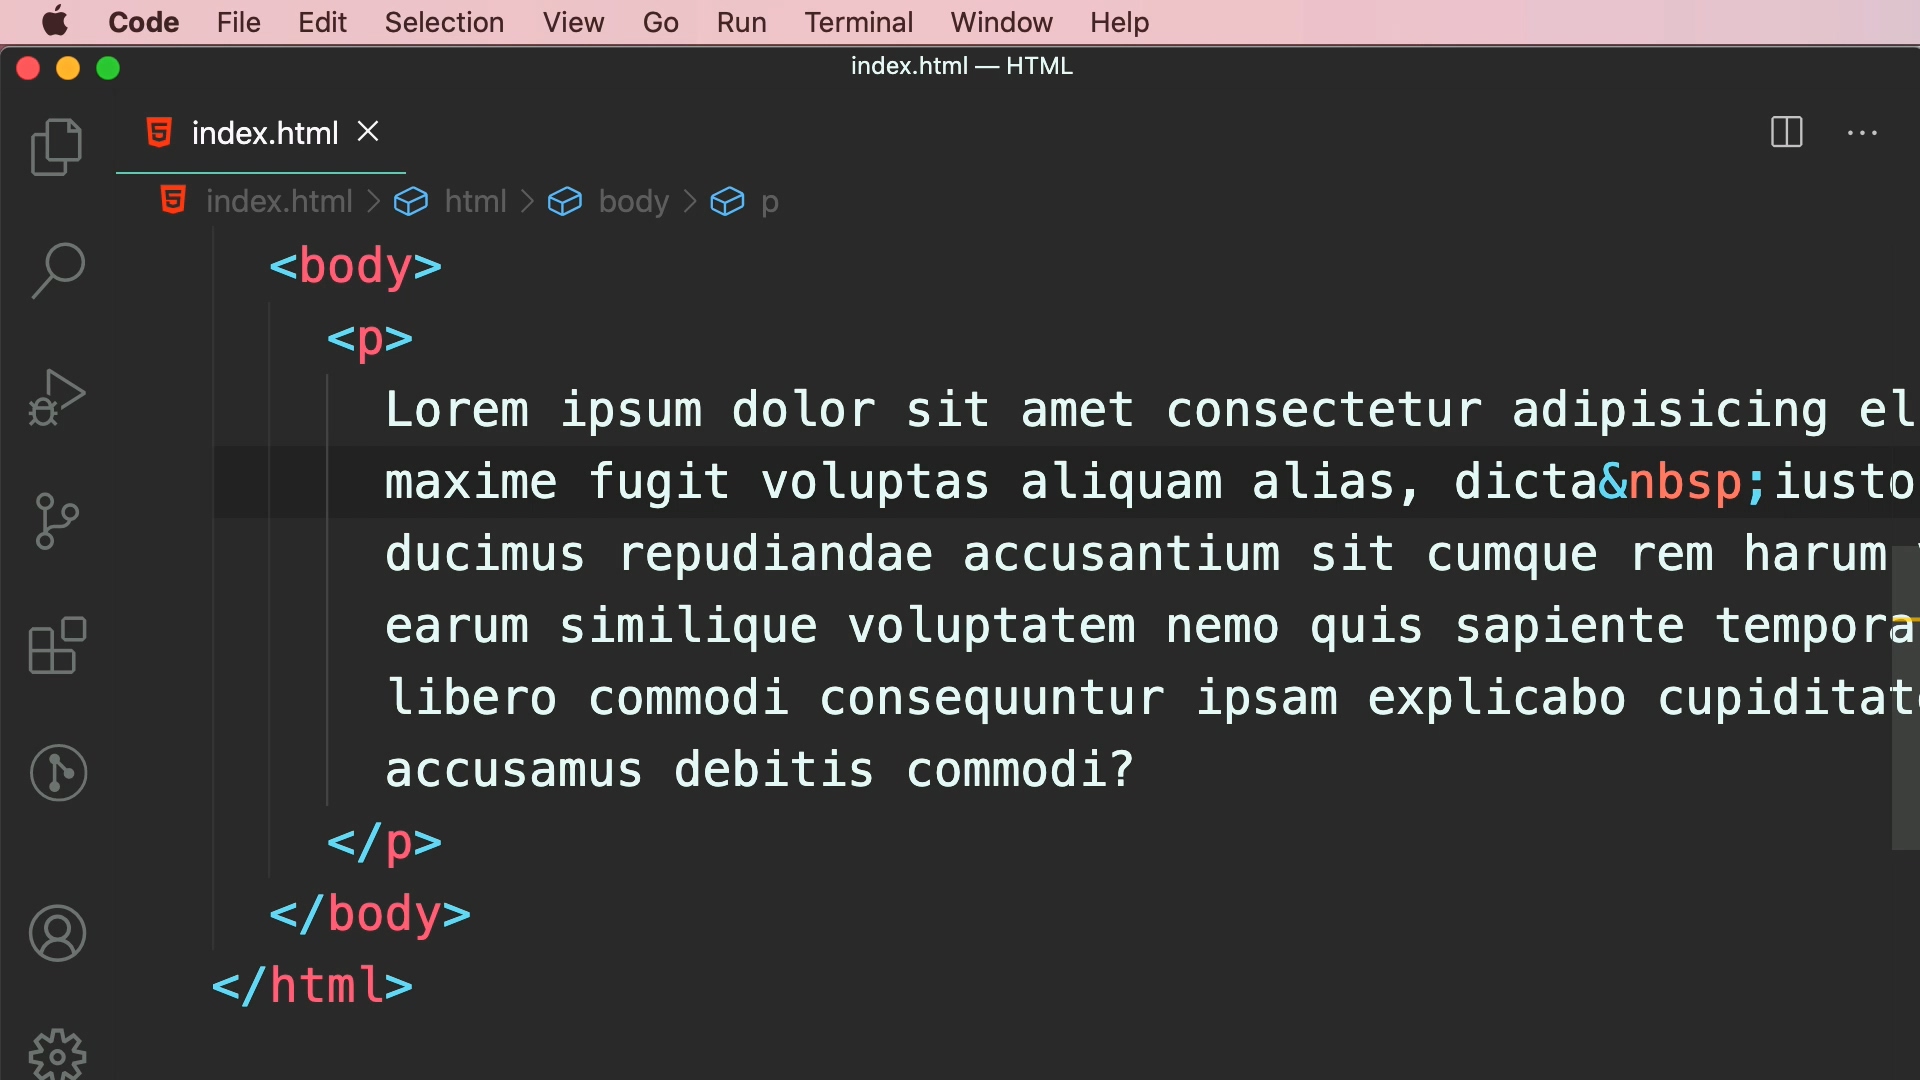 Code File Edit Selection View Go Run Terminal Window Help
index.html — HTML
index.html
index.html > html > body > p
<body>
<p>
Lorem ipsum dolor sit amet consectetur adipisicing el
maxime fugit voluptas aliquam alias, dicta&nbsp;iusto
ducimus repudiandae accusantium sit cumque rem harum
earum similique voluptatem nemo quis sapiente tempora
libero commodi consequuntur ipsam explicabo cupiditat
accusamus debitis commodi?
</p>
</body>
</html>